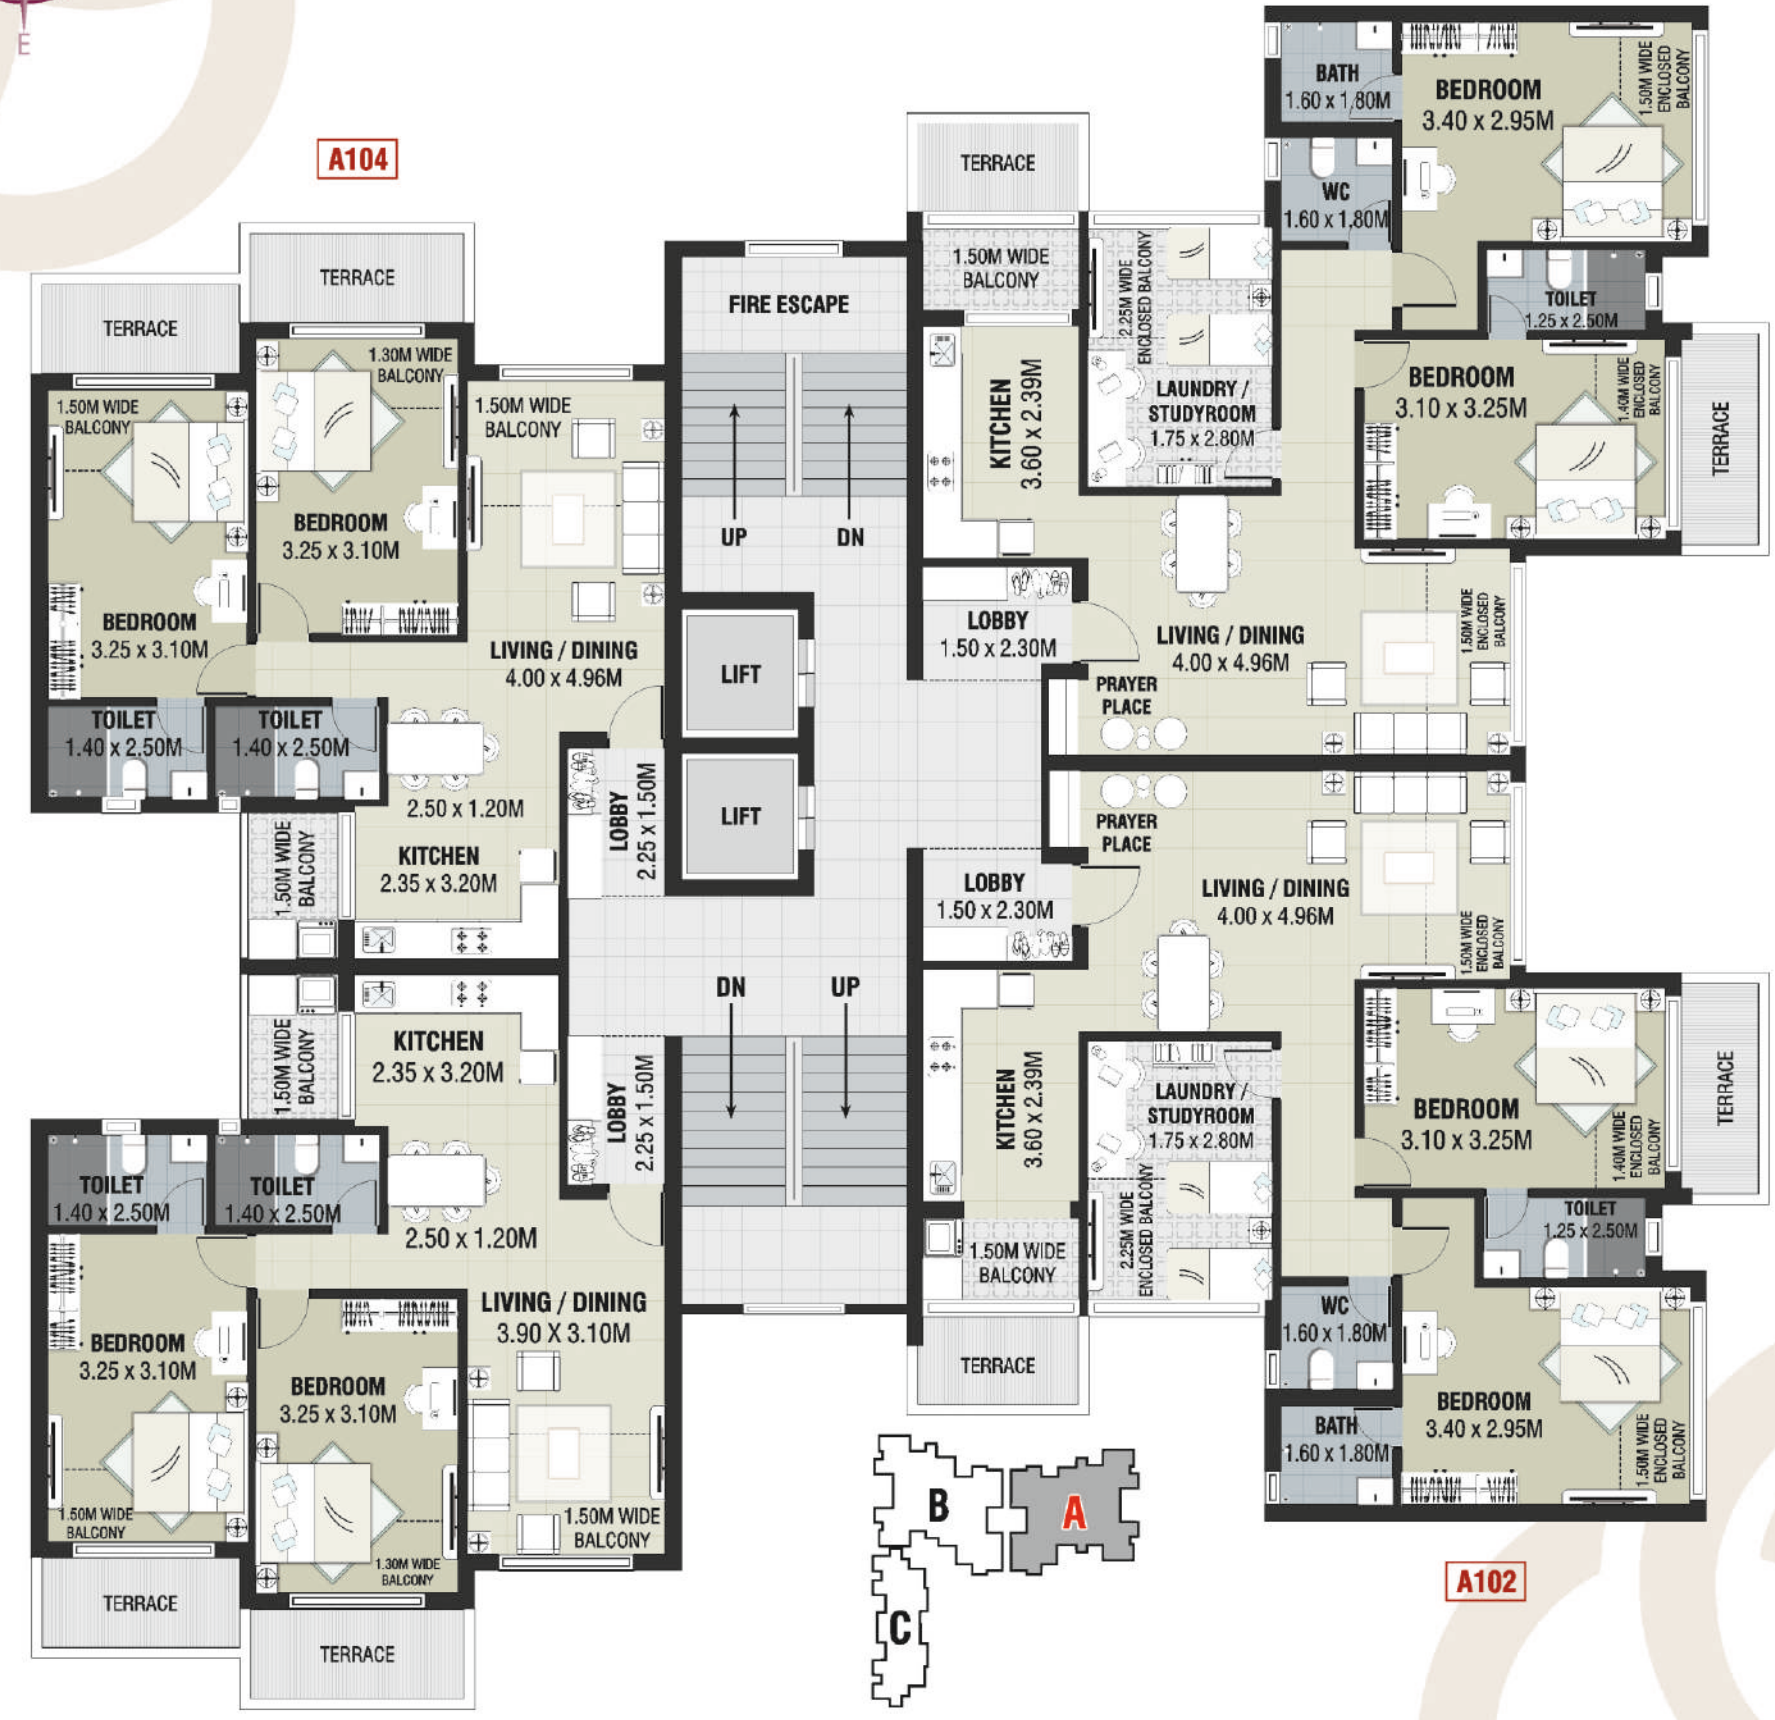 E
A104
TERRACE
TERRACE
1.50M WIDE
BALCONY
1.30M WIDE
BALCONY
1.50M WIDE
BALCONY
BEDROOM
3.25 x 3.10M
BEDROOM
3.25 x 3.10M
LIVING / DINING
4.00 x 4.96M
TOILET
1.40 x 2.50M
TOILET
1.40 x 2.50M
2.50 x 1.20M
KITCHEN
2.35 x 3.20M
1.50M WIDE
BALCONY
LOBBY
2.25 x 1.50M
FIRE ESCAPE
UP
DN
LIFT
LIFT
DN
UP
TERRACE
1.50M WIDE
BALCONY
2.25M WIDE
ENCLOSED BALCONY
KITCHEN
3.60 x 2.39M
LAUNDRY /
STUDYROOM
1.75 x 2.80M
BATH
1.60 x 1.80M
BEDROOM
3.40 x 2.95M
1.50M WIDE
ENCLOSED
BALCONY
WC
1.60 x 1.80M
TOILET
1.25 x 2.50M
BEDROOM
3.10 x 3.25M
1.40M WIDE
ENCLOSED
BALCONY
TERRACE
LOBBY
1.50 x 2.30M
LIVING / DINING
4.00 x 4.96M
1.50M WIDE
ENCLOSED
BALCONY
PRAYER
PLACE
PRAYER
PLACE
LOBBY
1.50 x 2.30M
LIVING / DINING
4.00 x 4.96M
1.50M WIDE
ENCLOSED
BALCONY
KITCHEN
3.60 x 2.39M
LAUNDRY /
STUDYROOM
1.75 x 2.80M
2.25M WIDE
ENCLOSED BALCONY
1.50M WIDE
BALCONY
TERRACE
BEDROOM
3.10 x 3.25M
1.40M WIDE
ENCLOSED
BALCONY
TERRACE
TOILET
1.25 x 2.50M
WC
1.60 x 1.80M
BEDROOM
3.40 x 2.95M
1.50M WIDE
ENCLOSED
BALCONY
BATH
1.60 x 1.80M
1.50M WIDE
BALCONY
KITCHEN
2.35 x 3.20M
LOBBY
2.25 x 1.50M
TOILET
1.40 x 2.50M
TOILET
1.40 x 2.50M
2.50 x 1.20M
LIVING / DINING
3.90 X 3.10M
BEDROOM
3.25 x 3.10M
BEDROOM
3.25 x 3.10M
1.50M WIDE
BALCONY
1.30M WIDE
BALCONY
1.50M WIDE
BALCONY
TERRACE
TERRACE
B
A
C
A102